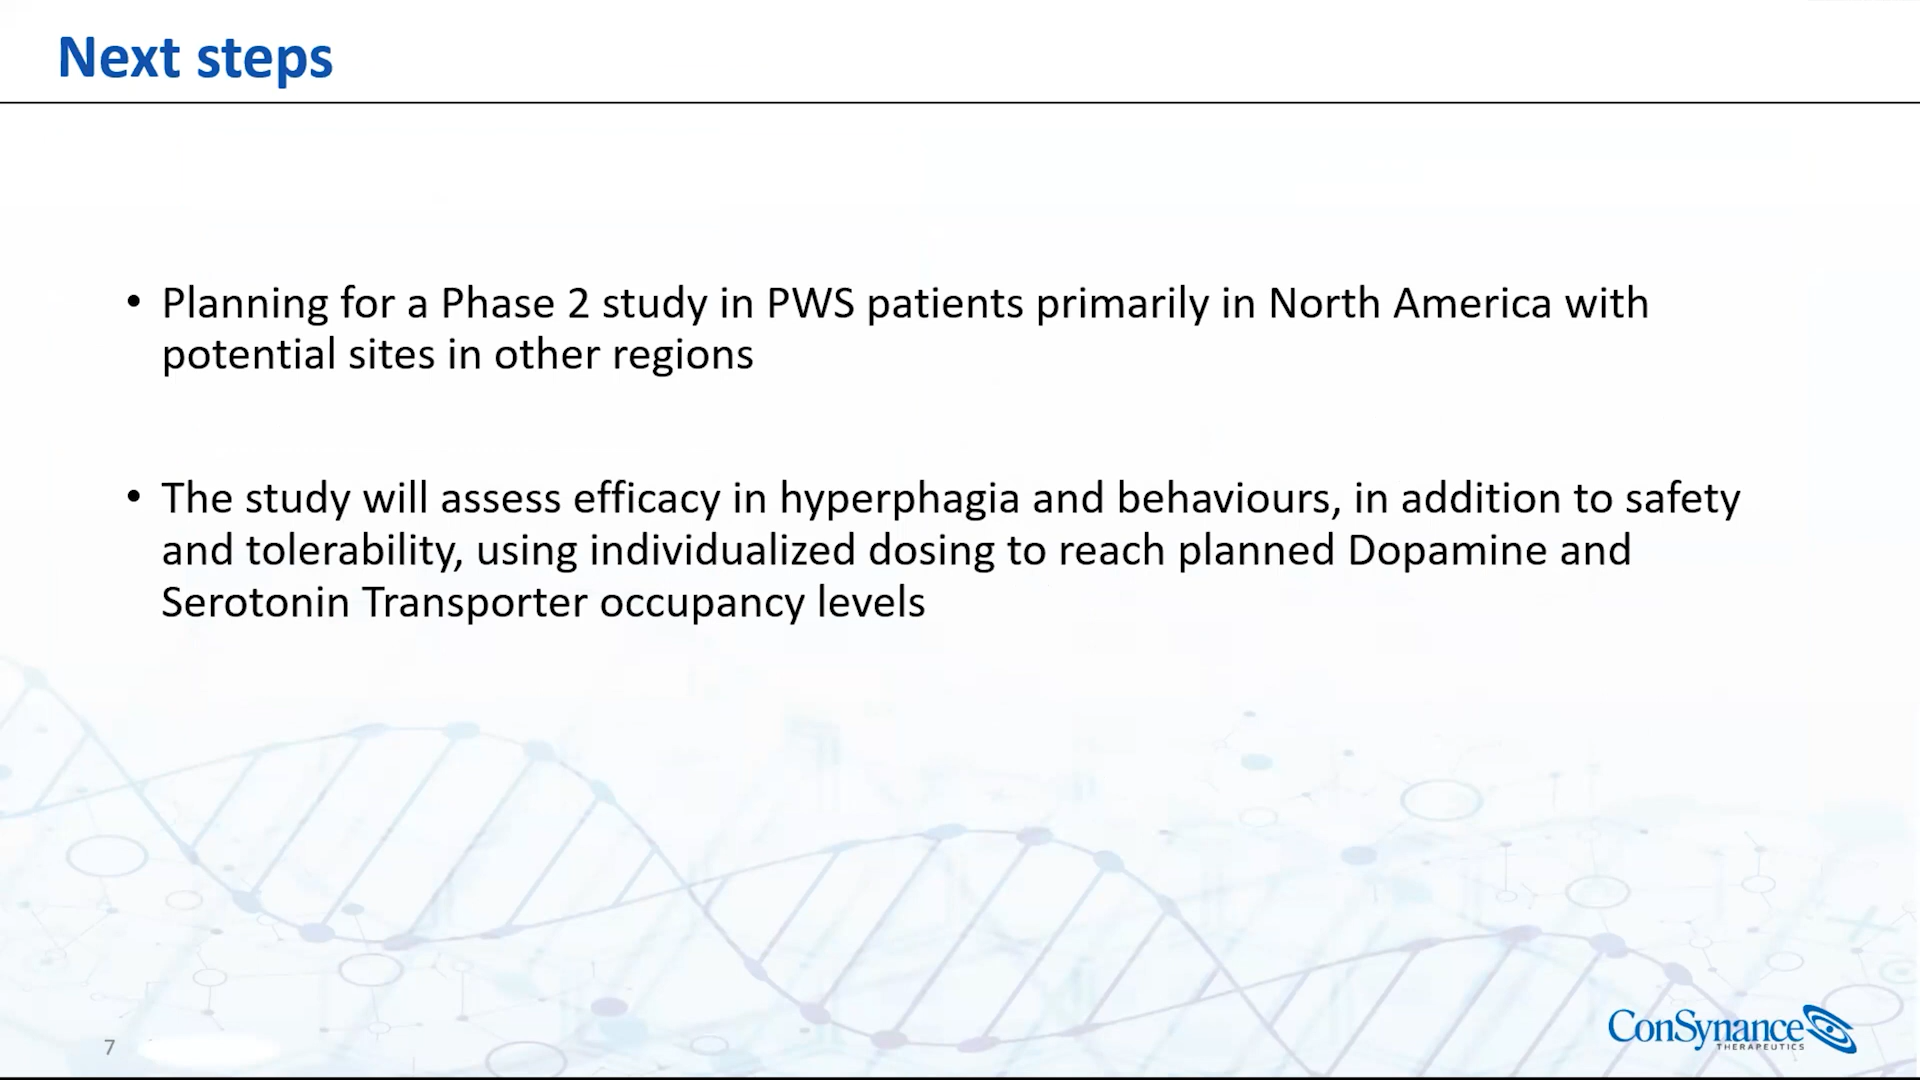 Next steps
• Planning for a Phase 2 study in PWS patients primarily in North America with
potential sites in other regions
• The study will assess efficacy in hyperphagia and behaviours, in addition to safety
and tolerability, using individualized dosing to reach planned Dopamine and
Serotonin Transporter occupancy levels
7
ConSynance
THERAPEUTICS